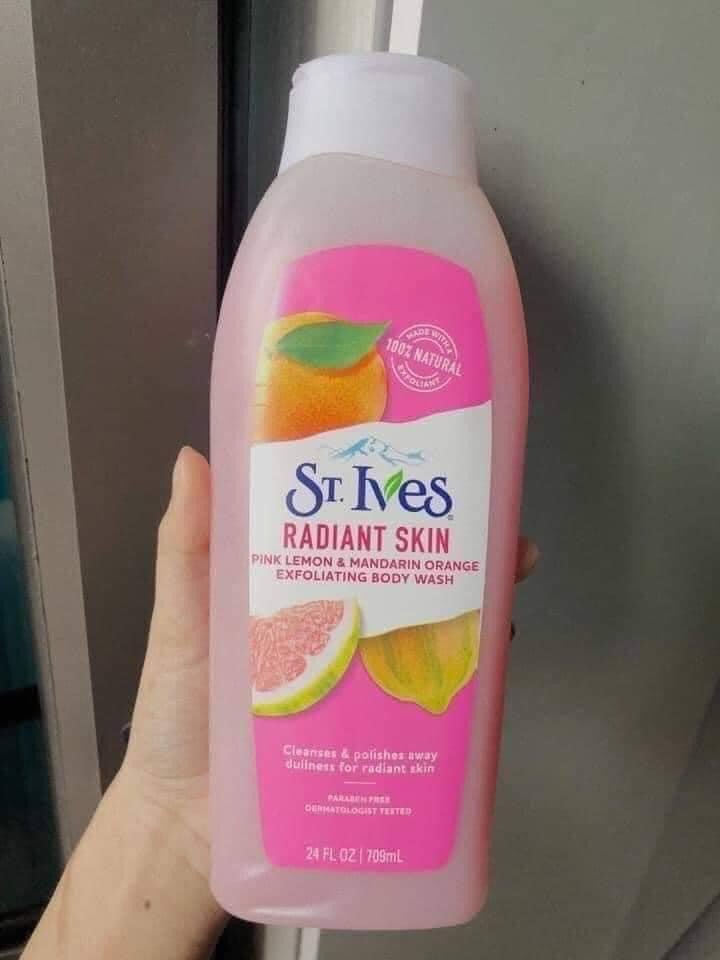 MADE WITH A
100% NATURAL
EXFOLIANT
ST. IVES
RADIANT SKIN
PINK LEMON & MANDARIN ORANGE
EXFOLIATING BODY WASH
Cleanses & polishes away
dullness for radiant skin
PARABEN FREE
DERMATOLOGIST TESTED
24 FL OZ | 709mL